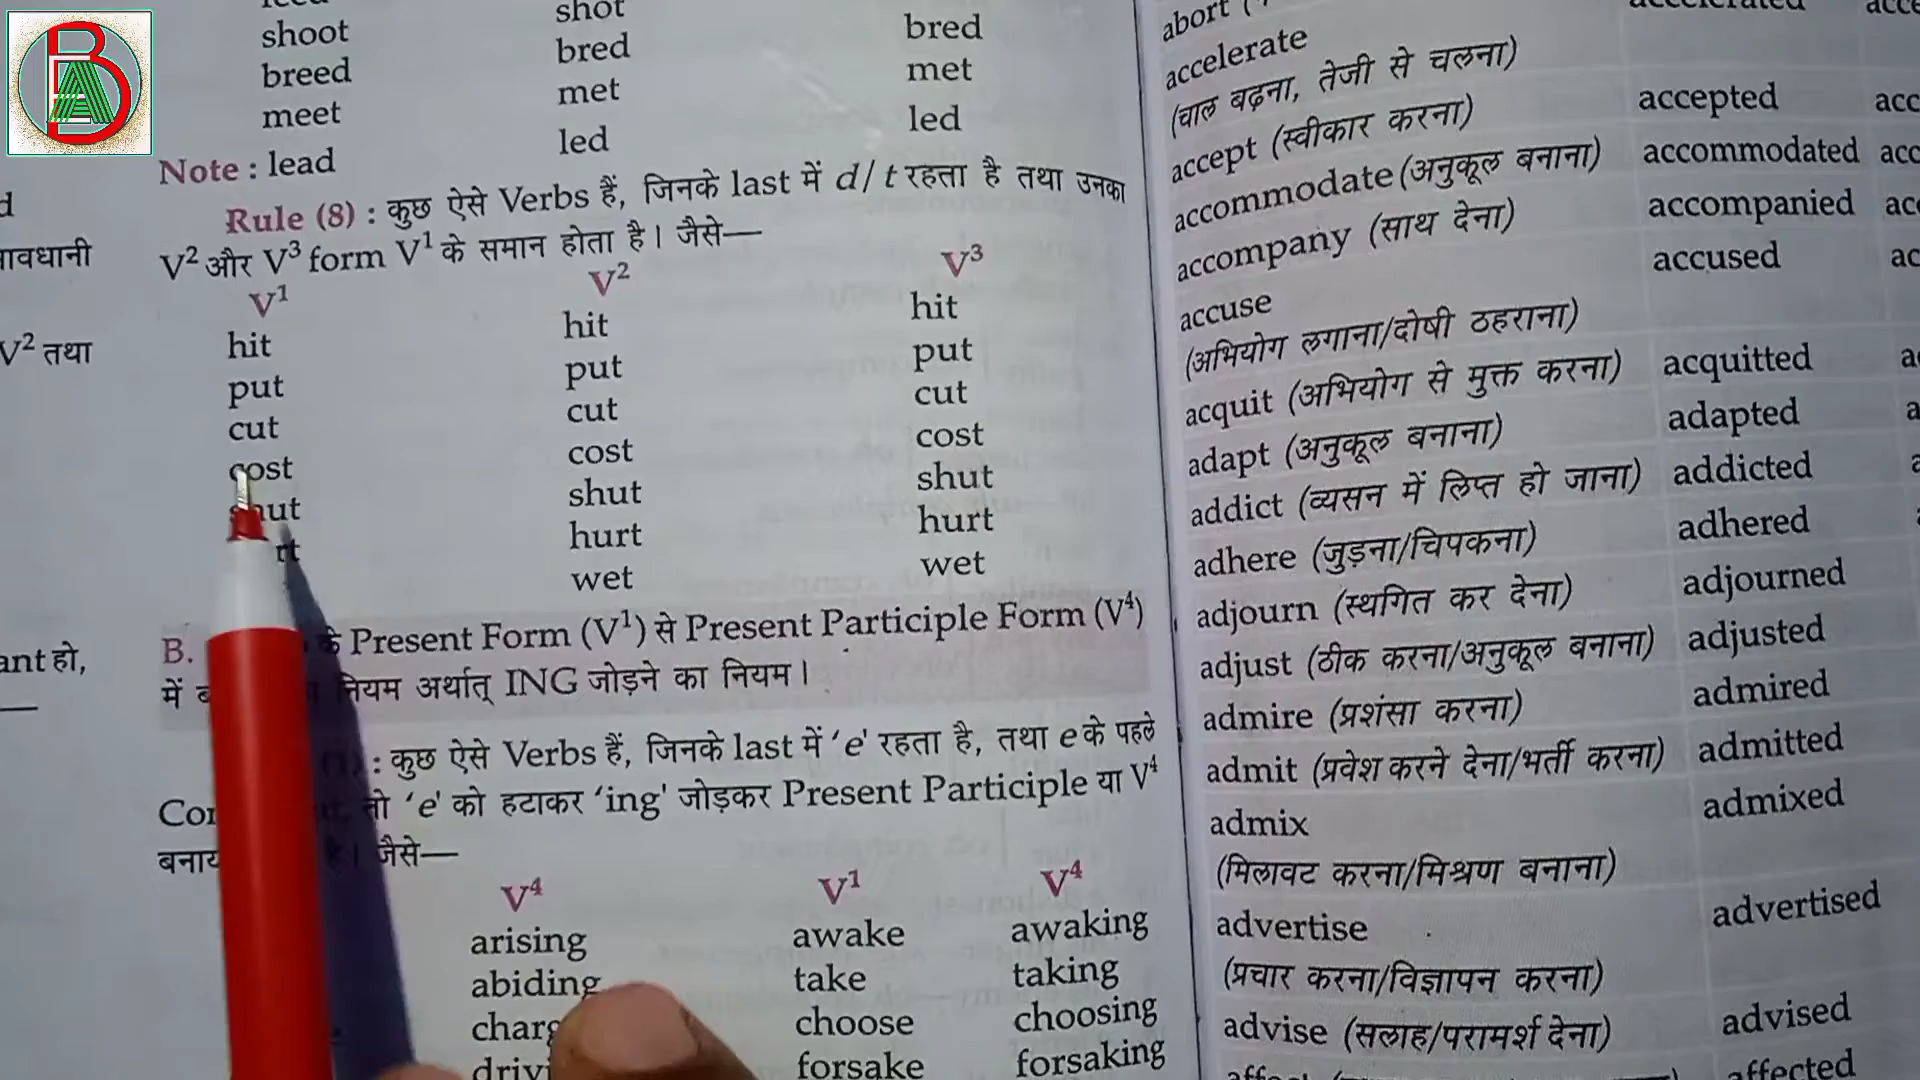 shoot shot bred
breed bred met
meet met led
Note : lead led
Rule (8) : कुछ ऐसे Verbs हैं, जिनके last में d/t रहता है तथा उनका
V² और V³ form V¹ के समान होता है। जैसे—
V¹ V² V³
hit hit hit
put put put
cut cut cut
cost cost cost
shut shut shut
hurt hurt
wet wet
B. के Present Form (V¹) से Present Participle Form (V⁴)
में नियम अर्थात् ING जोड़ने का नियम।
: कुछ ऐसे Verbs हैं, जिनके last में 'e' रहता है, तथा e के पहले
तो 'e' को हटाकर 'ing' जोड़कर Present Participle या V⁴
जैसे—
V⁴ V¹ V⁴
arising awake awaking
abiding take taking
choose choosing
forsake forsaking
abort
accelerate accelerated
(चाल बढ़ना, तेजी से चलना)
accept (स्वीकार करना) accepted
accommodate (अनुकूल बनाना) accommodated
accompany (साथ देना) accompanied
accuse accused
(अभियोग लगाना/दोषी ठहराना)
acquit (अभियोग से मुक्त करना) acquitted
adapt (अनुकूल बनाना) adapted
addict (व्यसन में लिप्त हो जाना) addicted
adhere (जुड़ना/चिपकना) adhered
adjourn (स्थगित कर देना) adjourned
adjust (ठीक करना/अनुकूल बनाना) adjusted
admire (प्रशंसा करना) admired
admit (प्रवेश करने देना/भर्ती करना) admitted
admix admixed
(मिलावट करना/मिश्रण बनाना)
advertise advertised
(प्रचार करना/विज्ञापन करना)
advise (सलाह/परामर्श देना) advised
affected
V² तथा